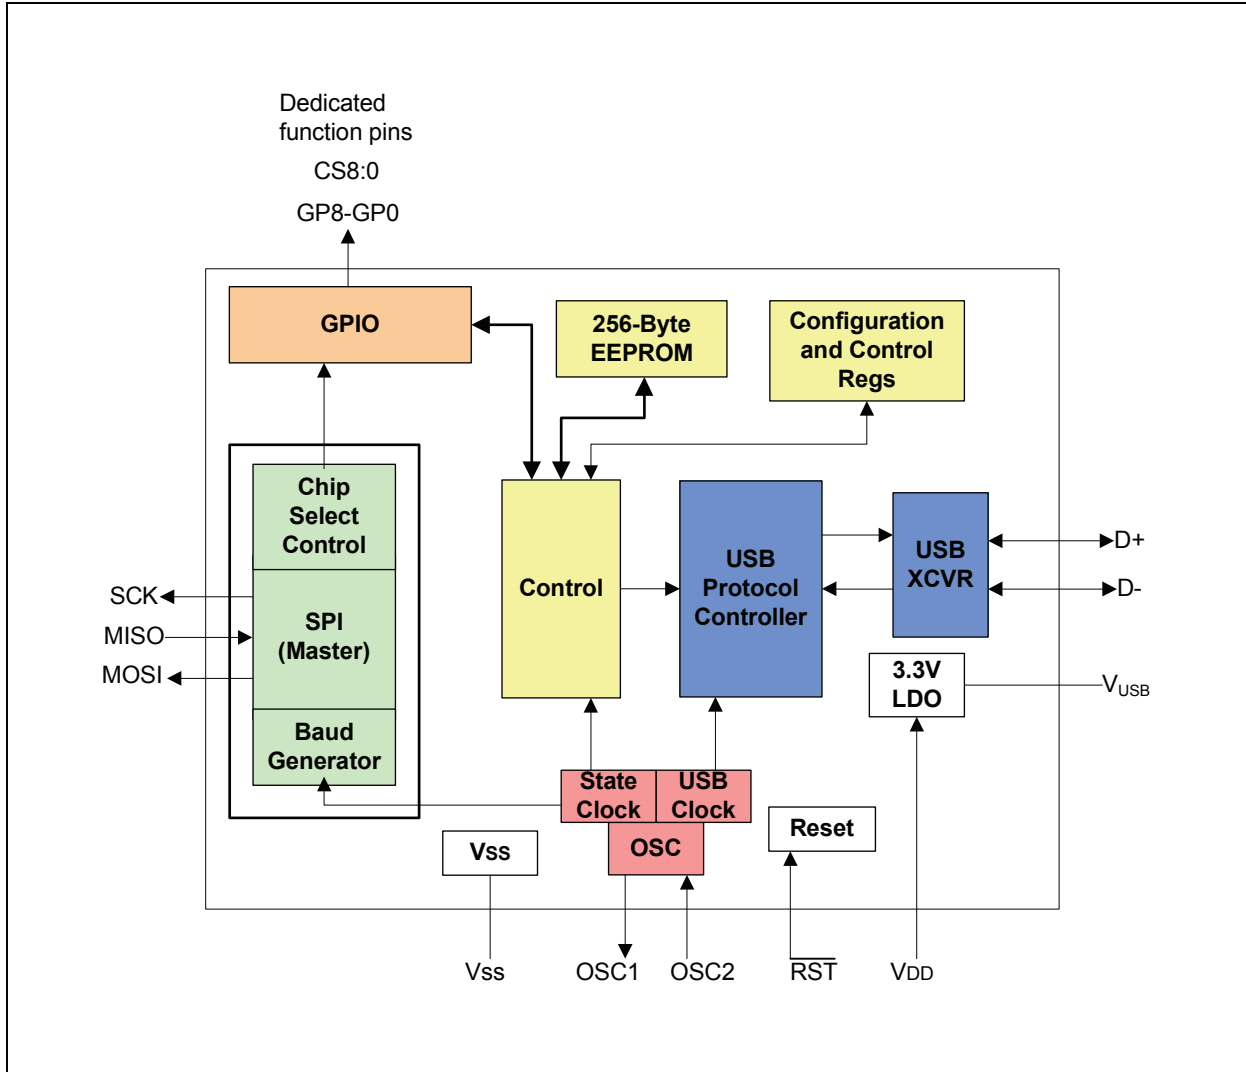 Dedicated
function pins
CS8:0
GP8-GP0
GPIO
256-Byte
EEPROM
Configuration
and Control
Regs
Chip
Select
Control
SPI
(Master)
Baud
Generator
SCK
MISO
MOSI
Control
USB
Protocol
Controller
USB
XCVR
D+
D-
3.3V
LDO
VUSB
State
Clock
USB
Clock
OSC
Reset
Vss
Vss
OSC1
OSC2
RST
VDD